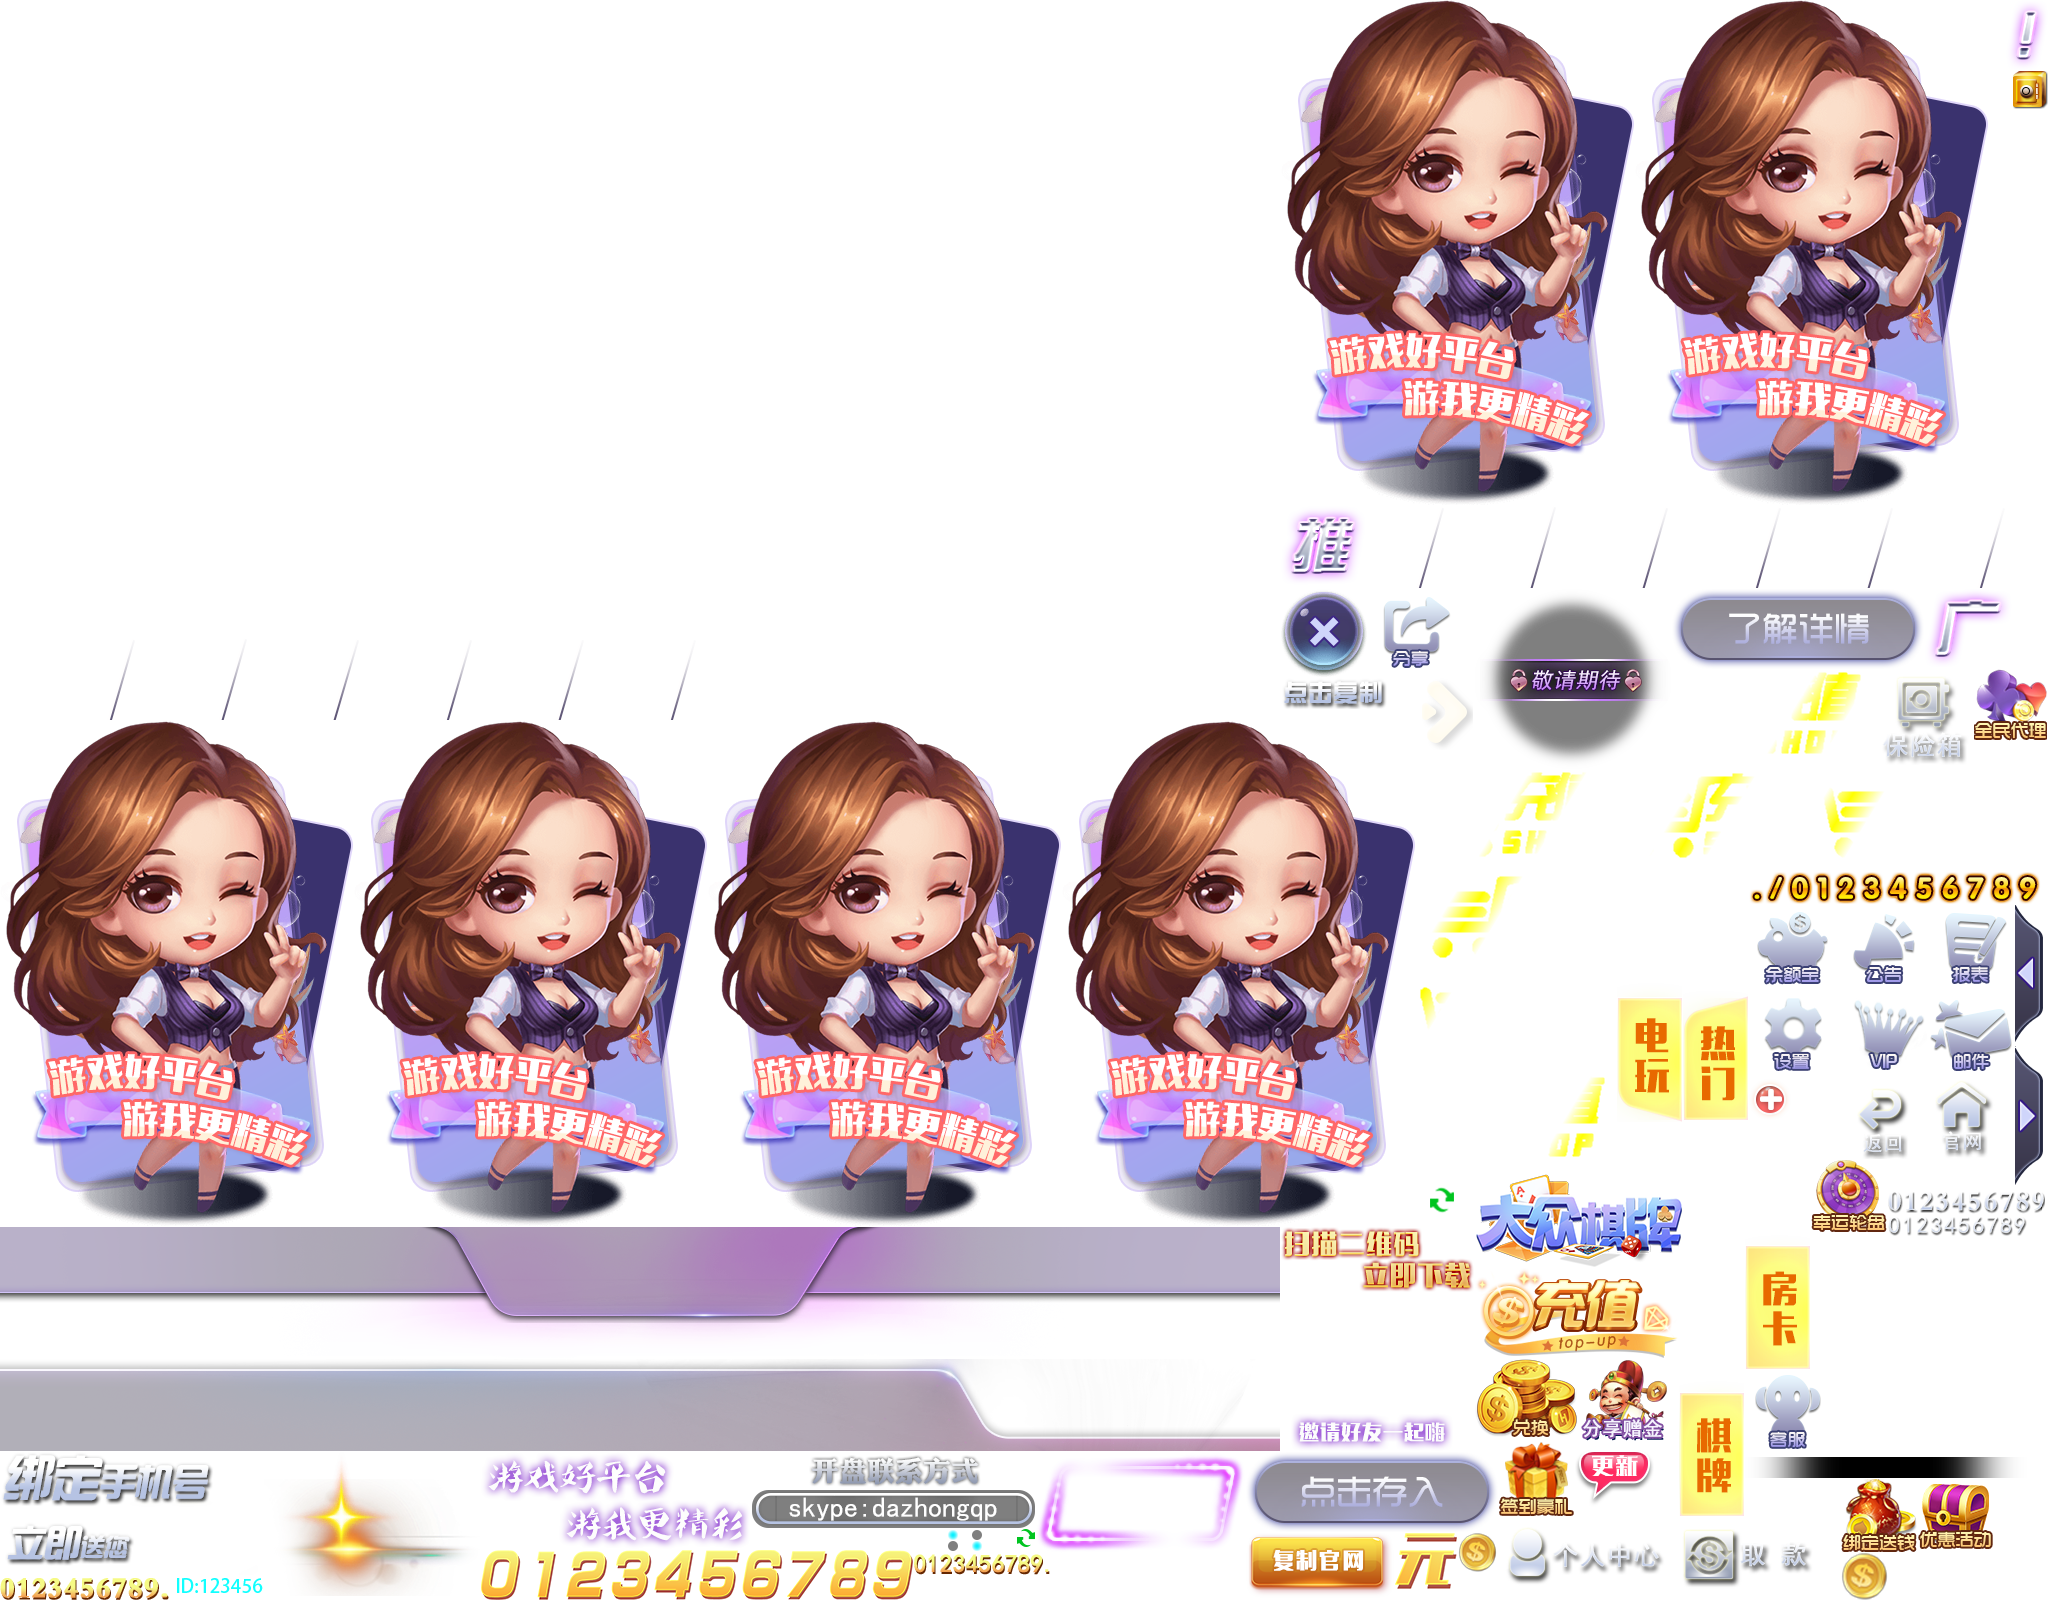 游戏好平台
游我更精彩
游戏好平台
游我更精彩
推
点击复制
分享
敬请期待
了解详情
广
值
保险箱
全民代理
充
./0123456789
余额宝
公告
报表
设置
VIP
邮件
返回
官网
电玩
热门
游戏好平台
游我更精彩
游戏好平台
游我更精彩
游戏好平台
游我更精彩
游戏好平台
游我更精彩
OP
幸运轮盘
0123456789
0123456789
大众棋牌
扫描二维码
立即下载
充值
top-up
房卡
兑换
分享赠金
邀请好友一起嗨
棋牌
客服
绑定手机号
立即送您
0123456789.
ID:123456
游戏好平台
游我更精彩
0123456789
开盘联系方式
skype:dazhongqp
0123456789.
点击存入
签到豪礼
更新
复制官网
元
个人中心
取 款
绑定送钱
优惠活动